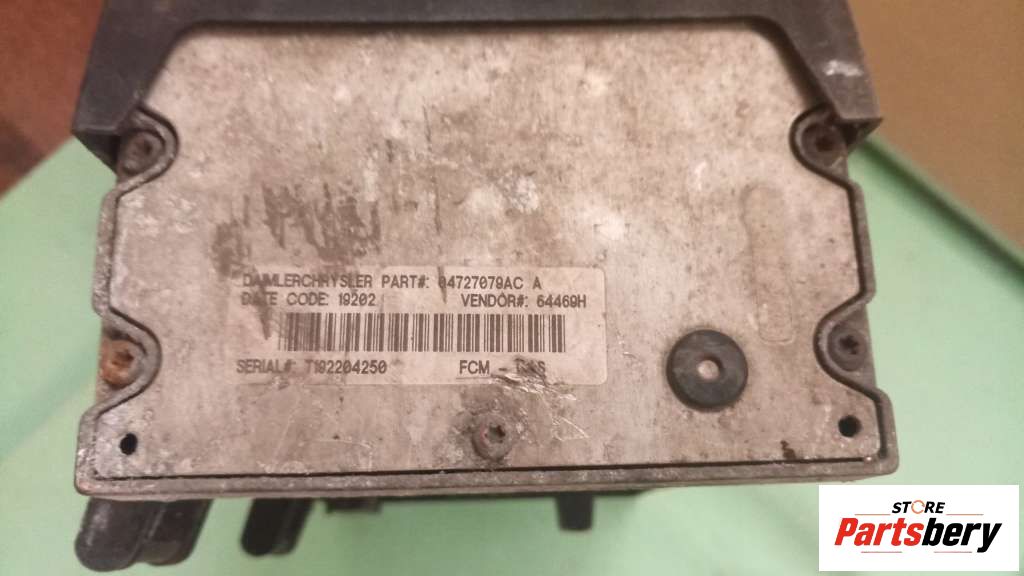 DAIMLERCHRYSLER PART#: 04727079AC A
DATE CODE: 19202 VENDOR#: 64469H
SERIAL#: T192204250 FCM -
STORE
Partsbery